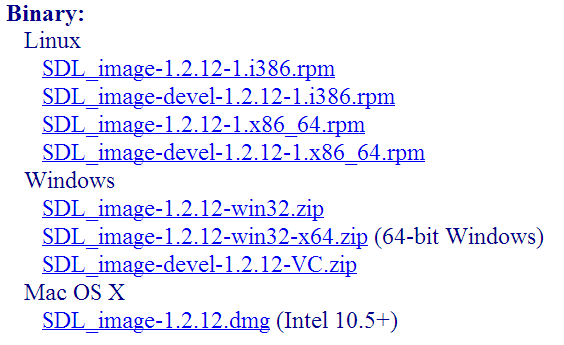 Binary:
Linux
SDL_image-1.2.12-1.i386.rpm
SDL_image-devel-1.2.12-1.i386.rpm
SDL_image-1.2.12-1.x86_64.rpm
SDL_image-devel-1.2.12-1.x86_64.rpm
Windows
SDL_image-1.2.12-win32.zip
SDL_image-1.2.12-win32-x64.zip (64-bit Windows)
SDL_image-devel-1.2.12-VC.zip
Mac OS X
SDL_image-1.2.12.dmg (Intel 10.5+)